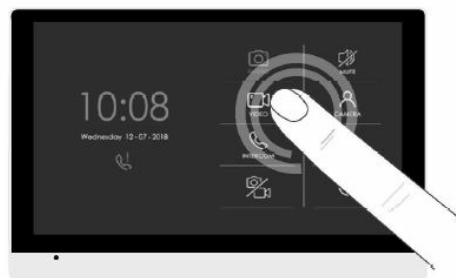 10:08
Wednesday 12-07-2018
MUTE
VIDEO
CAMERA
INTERCOM